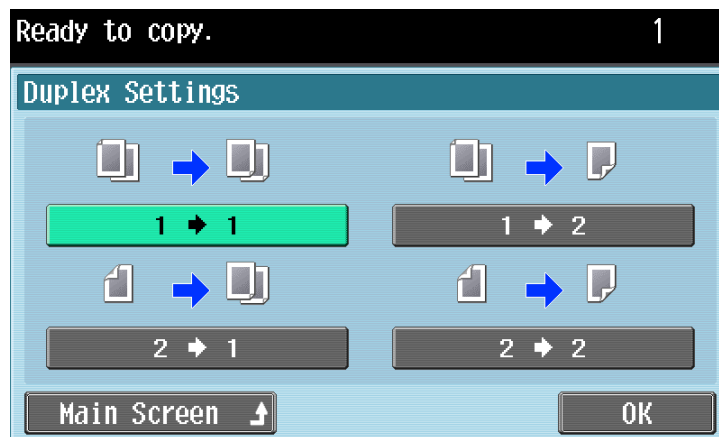 Ready to copy. 1
Duplex Settings
1 → 1
1 → 2
2 → 1
2 → 2
Main Screen
OK